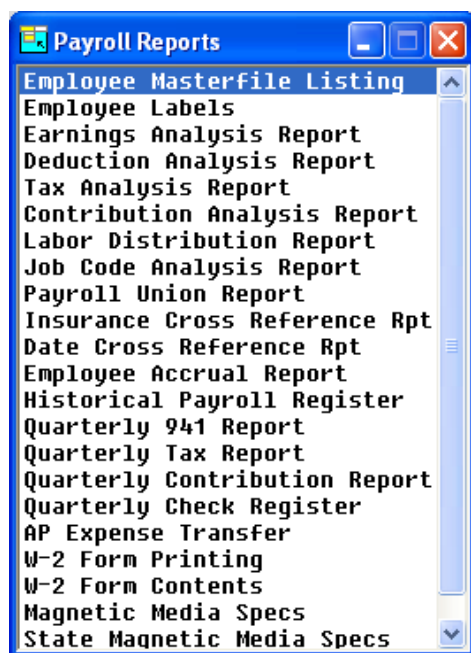 Payroll Reports
Employee Masterfile Listing
Employee Labels
Earnings Analysis Report
Deduction Analysis Report
Tax Analysis Report
Contribution Analysis Report
Labor Distribution Report
Job Code Analysis Report
Payroll Union Report
Insurance Cross Reference Rpt
Date Cross Reference Rpt
Employee Accrual Report
Historical Payroll Register
Quarterly 941 Report
Quarterly Tax Report
Quarterly Contribution Report
Quarterly Check Register
AP Expense Transfer
W-2 Form Printing
W-2 Form Contents
Magnetic Media Specs
State Magnetic Media Specs